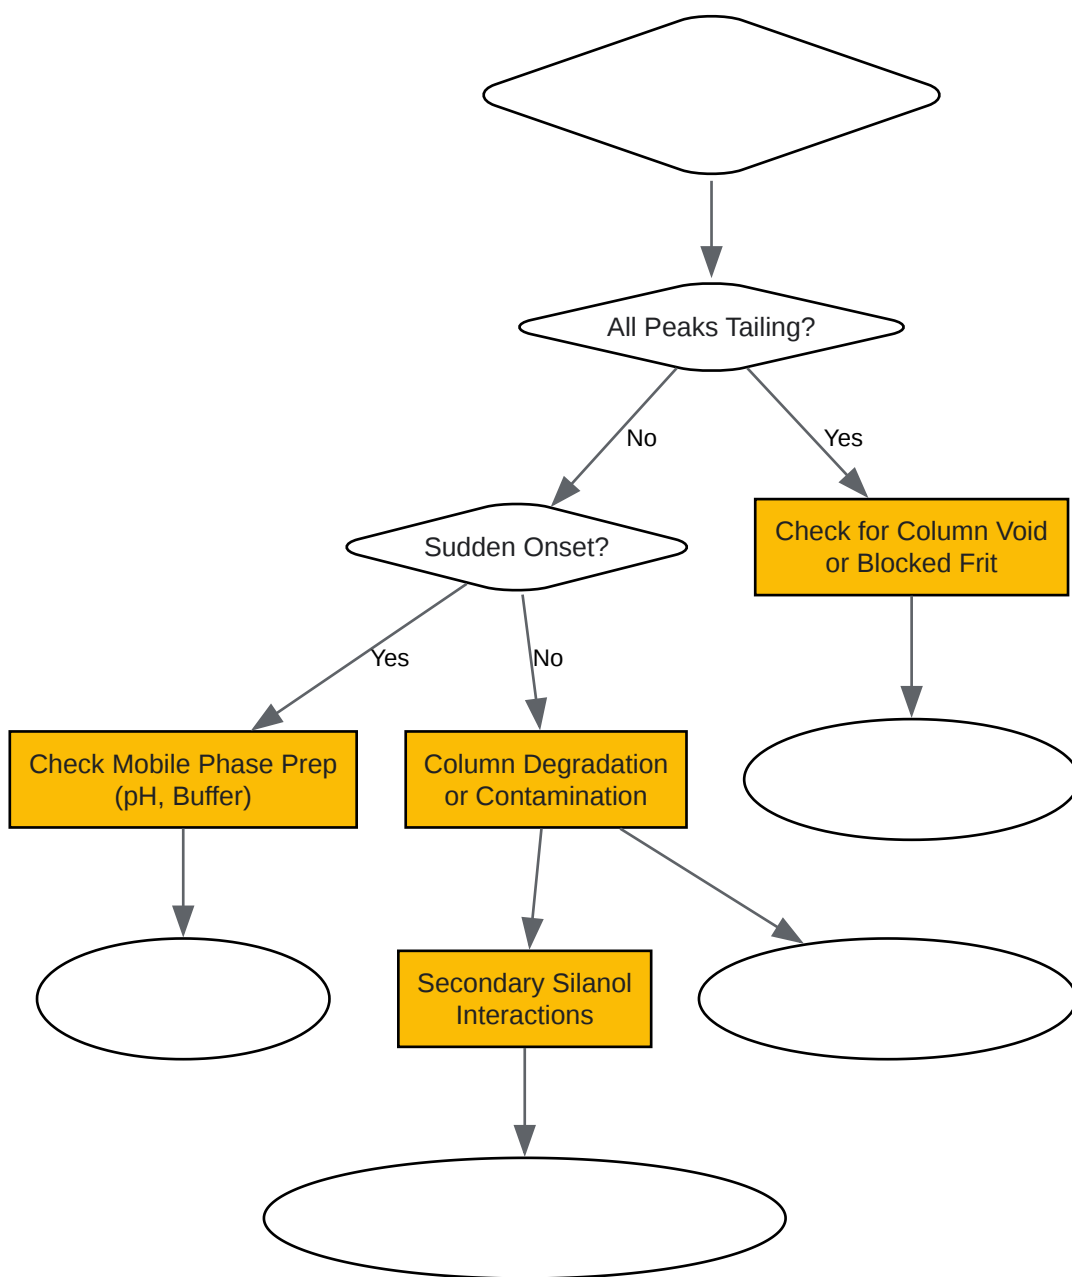 All Peaks Tailing?
No
Yes
Sudden Onset?
Check for Column Void
or Blocked Frit
Yes
No
Check Mobile Phase Prep
(pH, Buffer)
Column Degradation
or Contamination
Secondary Silanol
Interactions